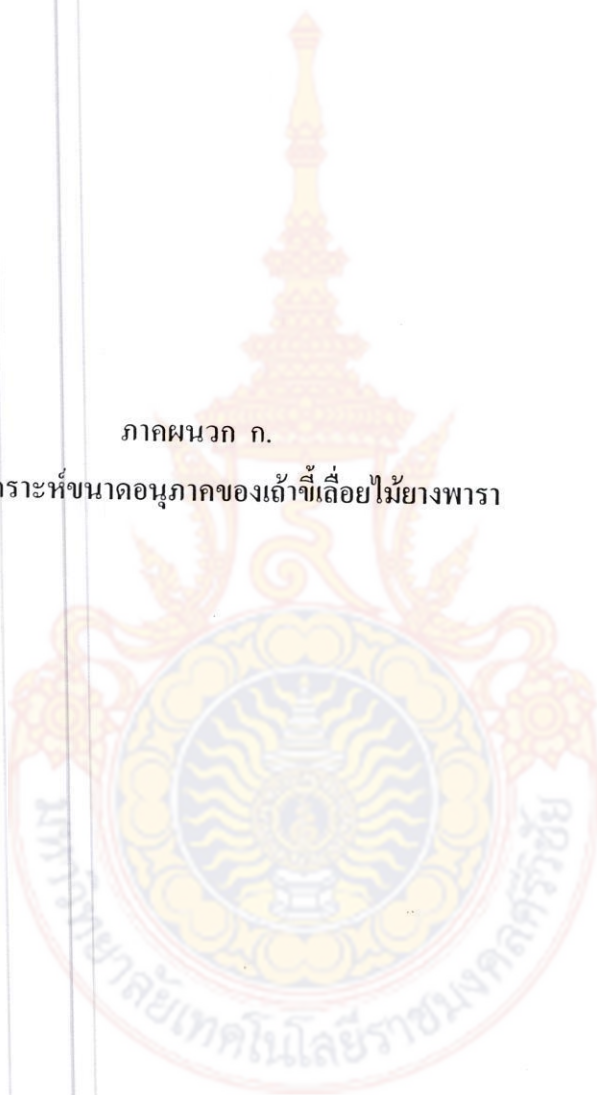 ภาคผนวก ก.
ราะห์ขนาดอนุภาคของเถ้าขี้เลื่อยไม้ยางพารา
มหาวิทยาลัยเทคโนโลยีราชมงคลศรีวิชัย